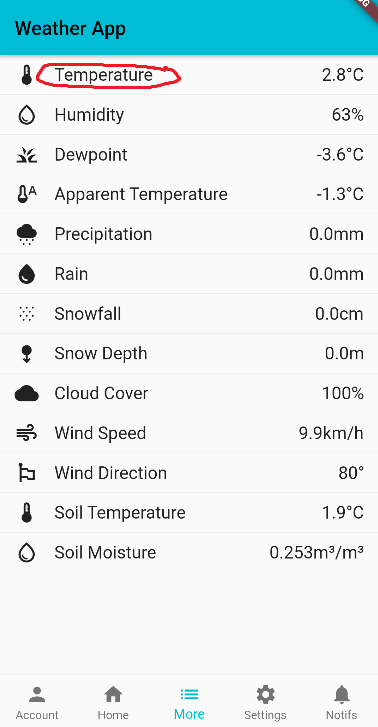 Weather App
Temperature 2.8°C
Humidity 63%
Dewpoint -3.6°C
Apparent Temperature -1.3°C
Precipitation 0.0mm
Rain 0.0mm
Snowfall 0.0cm
Snow Depth 0.0m
Cloud Cover 100%
Wind Speed 9.9km/h
Wind Direction 80°
Soil Temperature 1.9°C
Soil Moisture 0.253m³/m³
Account Home More Settings Notifs